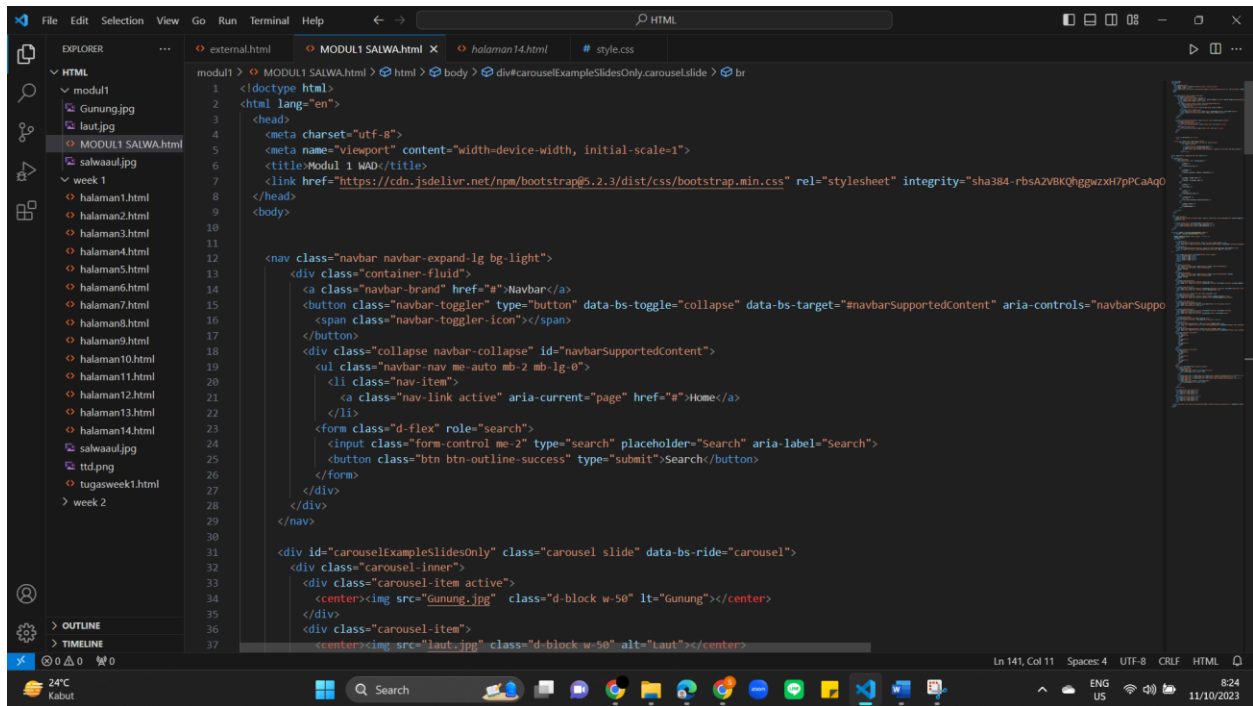 File Edit Selection View Go Run Terminal Help
HTML
EXPLORER
external.html
MODUL1 SALWA.html
halaman14.html
style.css
HTML
modul1 > MODUL1 SALWA.html > html > body > div#carouselExampleSlidesOnly.carousel.slide > br
modul1
Gunung.jpg
laut.jpg
MODUL1 SALWA.html
salwaaul.jpg
week 1
halaman1.html
halaman2.html
halaman3.html
halaman4.html
halaman5.html
halaman6.html
halaman7.html
halaman8.html
halaman9.html
halaman10.html
halaman11.html
halaman12.html
halaman13.html
halaman14.html
salwaaul.jpg
ttd.png
tugasweek1.html
week 2
OUTLINE
TIMELINE
1 <!doctype html>
2 <html lang="en">
3 <head>
4 <meta charset="utf-8">
5 <meta name="viewport" content="width=device-width, initial-scale=1">
6 <title>Modul 1 WAD</title>
7 <link href="https://cdn.jsdelivr.net/npm/bootstrap@5.2.3/dist/css/bootstrap.min.css" rel="stylesheet" integrity="sha384-rbsA2VBKQhggwzxH7pPCaAqO
8 </head>
9 <body>
10
11
12 <nav class="navbar navbar-expand-lg bg-light">
13 <div class="container-fluid">
14 <a class="navbar-brand" href="#">Navbar</a>
15 <button class="navbar-toggler" type="button" data-bs-toggle="collapse" data-bs-target="#navbarSupportedContent" aria-controls="navbarSuppo
16 <span class="navbar-toggler-icon"></span>
17 </button>
18 <div class="collapse navbar-collapse" id="navbarSupportedContent">
19 <ul class="navbar-nav me-auto mb-2 mb-lg-0">
20 <li class="nav-item">
21 <a class="nav-link active" aria-current="page" href="#">Home</a>
22 </li>
23 <form class="d-flex" role="search">
24 <input class="form-control me-2" type="search" placeholder="Search" aria-label="Search">
25 <button class="btn btn-outline-success" type="submit">Search</button>
26 </form>
27 </div>
28 </div>
29 </nav>
30
31 <div id="carouselExampleSlidesOnly" class="carousel slide" data-bs-ride="carousel">
32 <div class="carousel-inner">
33 <div class="carousel-item active">
34 <center><img src="Gunung.jpg" class="d-block w-50" lt="Gunung"></center>
35 </div>
36 <div class="carousel-item">
37 <center><img src="laut.jpg" class="d-block w-50" alt="Laut"></center>
0 0 0
Ln 141, Col 11 Spaces: 4 UTF-8 CRLF HTML
24°C
Kabut
Search
zoom
ENG
US
8:24
11/10/2023